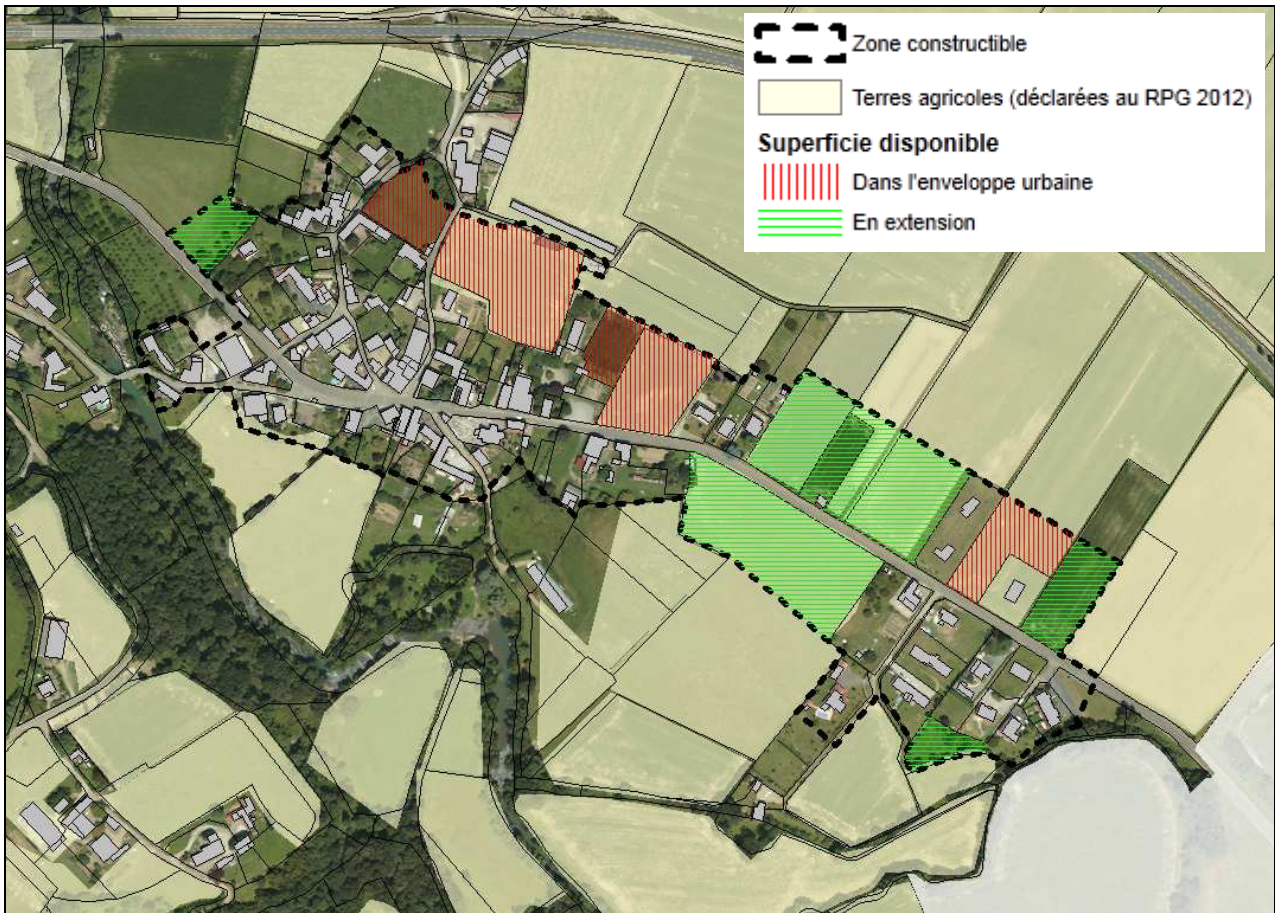 Zone constructible
Terres agricoles (déclarées au RPG 2012)
Superficie disponible
Dans l'enveloppe urbaine
En extension